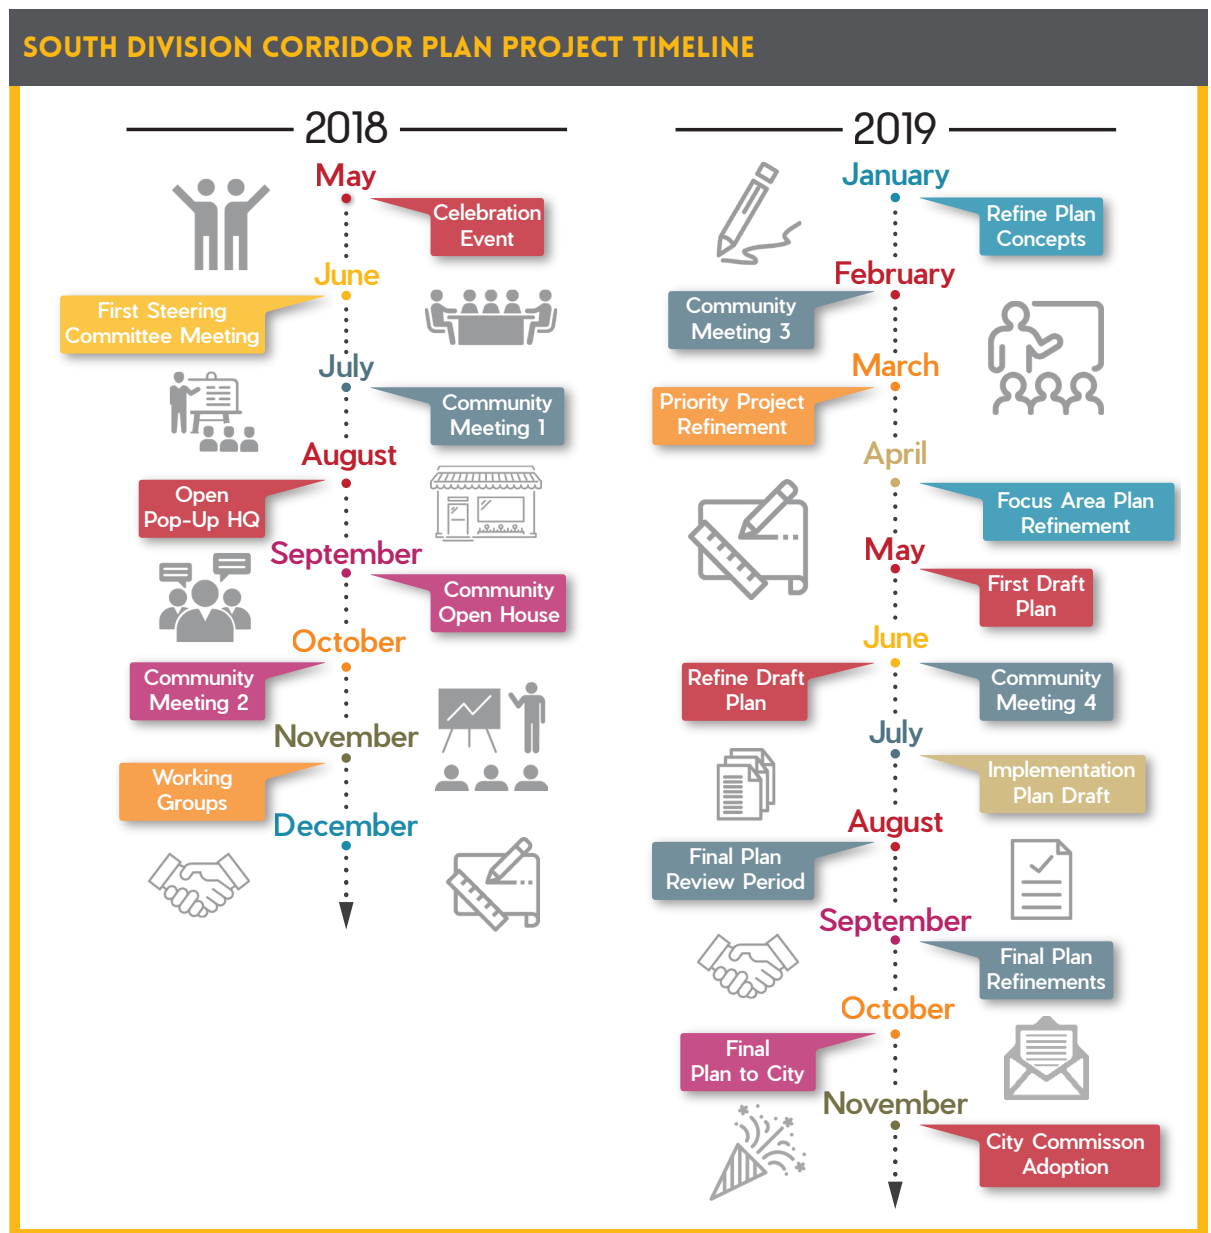 SOUTH DIVISION CORRIDOR PLAN PROJECT TIMELINE
2018
May
Celebration
Event
June
First Steering
Committee Meeting
July
Community
Meeting 1
August
Open
Pop-Up HQ
September
Community
Open House
October
Community
Meeting 2
November
Working
Groups
December
2019
January
Refine Plan
Concepts
February
Community
Meeting 3
March
Priority Project
Refinement
April
Focus Area Plan
Refinement
May
First Draft
Plan
June
Refine Draft
Plan
Community
Meeting 4
July
Implementation
Plan Draft
August
Final Plan
Review Period
September
Final Plan
Refinements
October
Final
Plan to City
November
City Commisson
Adoption